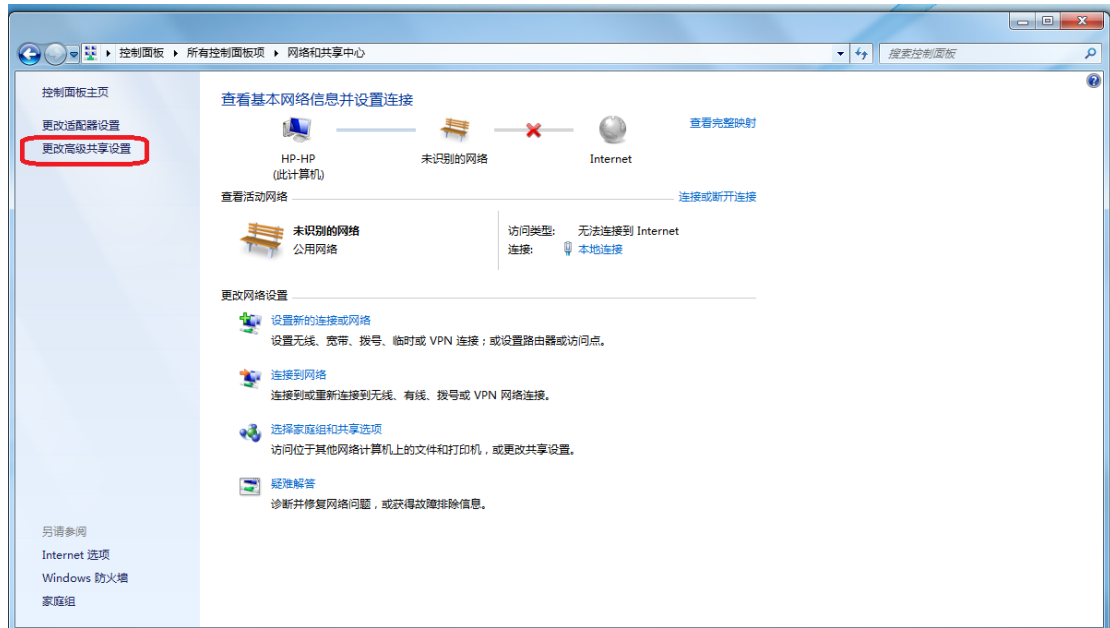 控制面板 ▸ 所有控制面板项 ▸ 网络和共享中心
搜索控制面板
控制面板主页
更改适配器设置
更改高级共享设置
查看基本网络信息并设置连接
查看完整映射
HP-HP
(此计算机)
未识别的网络
Internet
查看活动网络
连接或断开连接
未识别的网络
公用网络
访问类型: 无法连接到 Internet
连接: 本地连接
更改网络设置
设置新的连接或网络
设置无线、宽带、拨号、临时或 VPN 连接；或设置路由器或访问点。
连接到网络
连接到或重新连接到无线、有线、拨号或 VPN 网络连接。
选择家庭组和共享选项
访问位于其他网络计算机上的文件和打印机，或更改共享设置。
疑难解答
诊断并修复网络问题，或获得故障排除信息。
另请参阅
Internet 选项
Windows 防火墙
家庭组